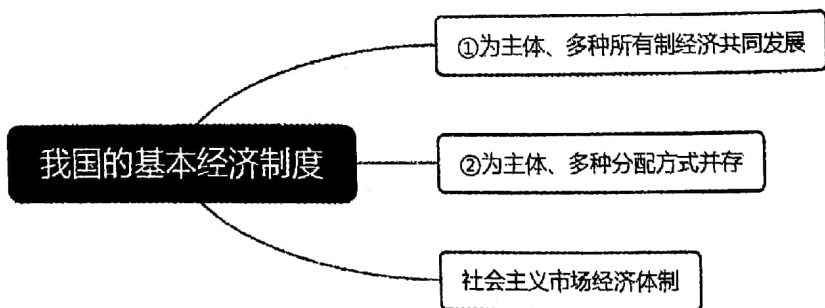 我国的基本经济制度
①为主体、多种所有制经济共同发展
②为主体、多种分配方式并存
社会主义市场经济体制